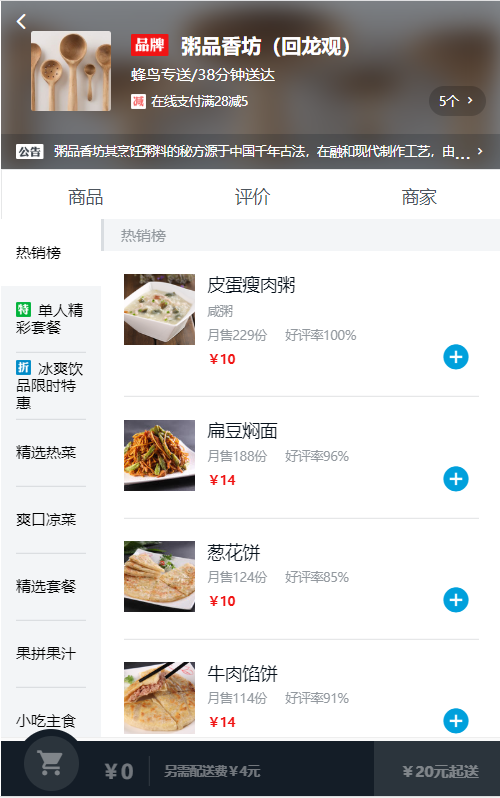 品牌 粥品香坊（回龙观）
蜂鸟专送/38分钟送达
减 在线支付满28减5
5个 >
公告 粥品香坊其烹饪粥料的秘方源于中国千年古法，在融和现代制作工艺，由... >
商品 评价 商家
热销榜
特 单人精
彩套餐
折 冰爽饮
品限时特
惠
精选热菜
爽口凉菜
精选套餐
果拼果汁
小吃主食
热销榜
皮蛋瘦肉粥
咸粥
月售229份 好评率100%
￥10
扁豆焖面
月售188份 好评率96%
￥14
葱花饼
月售124份 好评率85%
￥10
牛肉馅饼
月售114份 好评率91%
￥14
￥0 另需配送费￥4元 ￥20元起送